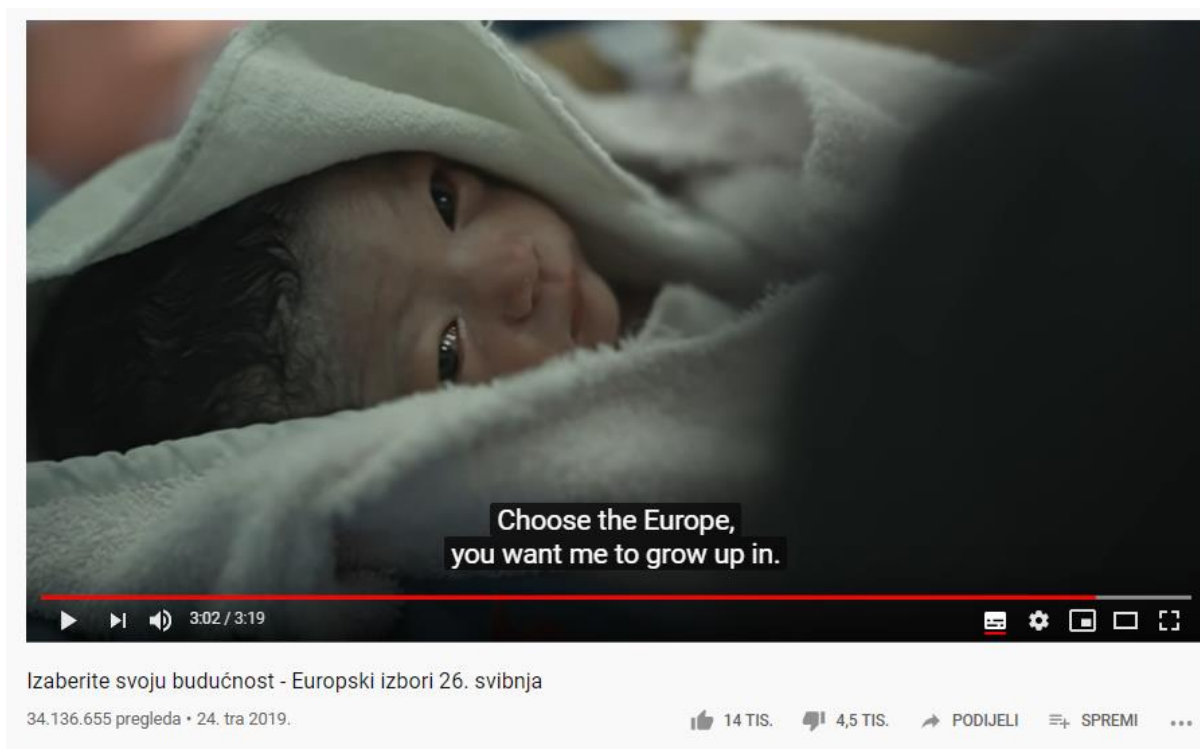 Choose the Europe,
you want me to grow up in.
3:02 / 3:19
Izaberite svoju budućnost - Europski izbori 26. svibnja
34.136.655 pregleda • 24. tra 2019.
14 TIS. 4,5 TIS. PODIJELI SPREMI